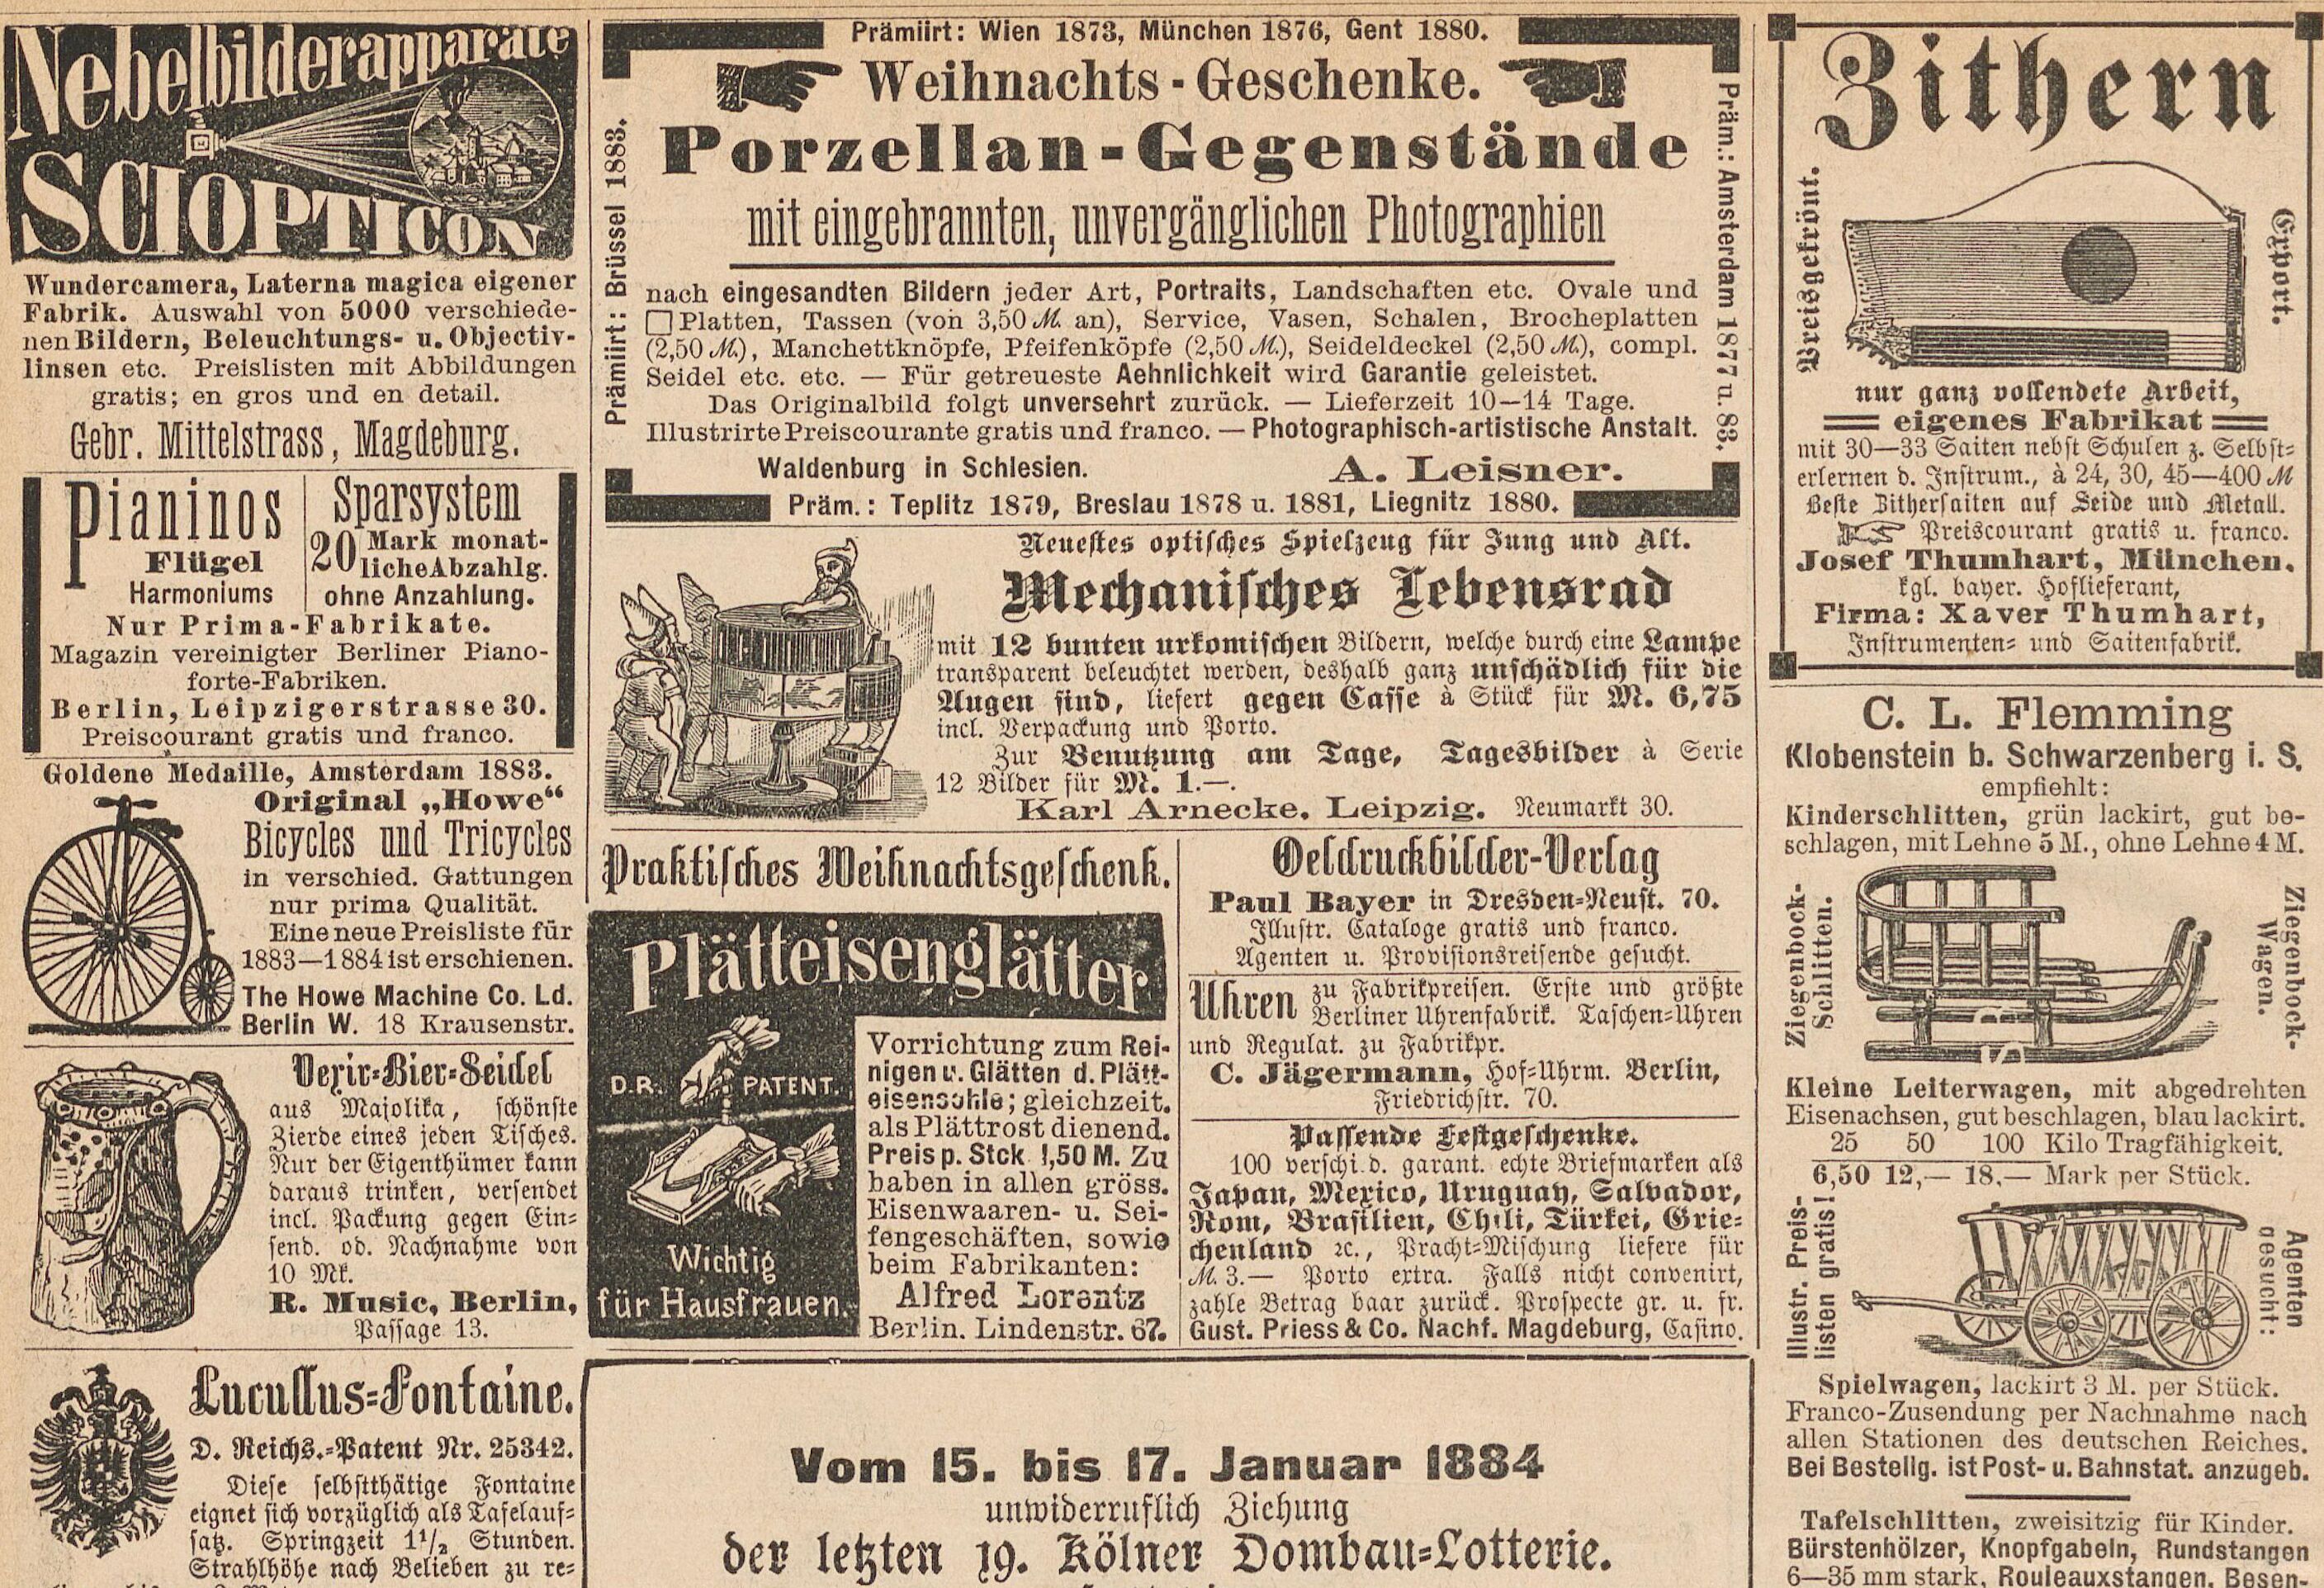 Nebelbilderapparate
SCIOPTICON
Wundercamera, Laterna magica eigener
Fabrik. Auswahl von 5000 verschiede-
nen Bildern, Beleuchtungs- u. Objectiv-
linsen etc. Preislisten mit Abbildungen
gratis; en gros und en detail.
Gebr. Mittelstrass, Magdeburg.
Pianinos
Flügel
Harmoniums
Sparsystem
20 Mark monat-
liche Abzahlg.
ohne Anzahlung.
Nur Prima-Fabrikate.
Magazin vereinigter Berliner Piano-
forte-Fabriken.
Berlin, Leipzigerstrasse 30.
Preiscourant gratis und franco.
Goldene Medaille, Amsterdam 1883.
Original „Howe“
Bicycles und Tricycles
in verschied. Gattungen
nur prima Qualität.
Eine neue Preisliste für
1883—1884 ist erschienen.
The Howe Machine Co. Ld.
Berlin W. 18 Krausenstr.
Vexir-Bier-Seidel
aus Majolika, schönste
Zierde eines jeden Tisches.
Nur der Eigenthümer kann
daraus trinken, versendet
incl. Packung gegen Ein-
send. od. Nachnahme von
10 Mk.
R. Music, Berlin,
Passage 13.
Lucullus-Fontaine.
D. Reichs.-Patent Nr. 25342.
Diese selbstthätige Fontaine
eignet sich vorzüglich als Tafelauf-
satz. Springzeit 1½ Stunden.
Strahlhöhe nach Belieben zu re-
Prämiirt: Wien 1873, München 1876, Gent 1880.
Prämiirt: Brüssel 1883.
Präm.: Amsterdam 1877 u. 83.
Weihnachts-Geschenke.
Porzellan-Gegenstände
mit eingebrannten, unvergänglichen Photographien
nach eingesandten Bildern jeder Art, Portraits, Landschaften etc. Ovale und
□ Platten, Tassen (von 3,50 M. an), Service, Vasen, Schalen, Brocheplatten
(2,50 M.), Manchettknöpfe, Pfeifenköpfe (2,50 M.), Seideldeckel (2,50 M.), compl.
Seidel etc. etc. — Für getreueste Aehnlichkeit wird Garantie geleistet.
Das Originalbild folgt unversehrt zurück. — Lieferzeit 10—14 Tage.
Illustrirte Preiscourante gratis und franco. — Photographisch-artistische Anstalt.
Waldenburg in Schlesien. A. Leisner.
Präm.: Teplitz 1879, Breslau 1878 u. 1881, Liegnitz 1880.
Neuestes optisches Spielzeug für Jung und Alt.
Mechanisches Lebensrad
mit 12 bunten urkomischen Bildern, welche durch eine Lampe
transparent beleuchtet werden, deshalb ganz unschädlich für die
Augen sind, liefert gegen Casse à Stück für M. 6,75
incl. Verpackung und Porto.
Zur Benutzung am Tage, Tagesbilder à Serie
12 Bilder für M. 1.—.
Karl Arnecke, Leipzig. Neumarkt 30.
Praktisches Weihnachtsgeschenk.
Plätteisenglätter
D.R. PATENT.
Wichtig
für Hausfrauen.
Vorrichtung zum Rei-
nigen u. Glätten d. Plätt-
eisensohle; gleichzeit.
als Plättrost dienend.
Preis p. Stck 1,50 M. Zu
haben in allen gröss.
Eisenwaaren- u. Sei-
fengeschäften, sowie
beim Fabrikanten:
Alfred Lorentz
Berlin. Lindenstr. 67.
Oeldruckbilder-Verlag
Paul Bayer in Dresden-Neust. 70.
Illustr. Cataloge gratis und franco.
Agenten u. Provisionsreisende gesucht.
Uhren zu Fabrikpreisen. Erste und größte
Berliner Uhrenfabrik. Taschen-Uhren
und Regulat. zu Fabrikpr.
C. Jägermann, Hof-Uhrm. Berlin,
Friedrichstr. 70.
Passende Festgeschenke.
100 verschi.d. garant. echte Briefmarken als
Japan, Mexico, Uruguay, Salvador,
Rom, Brasilien, Chili, Türkei, Grie-
chenland ꝛc., Pracht-Mischung liefere für
M. 3.— Porto extra. Falls nicht convenirt,
zahle Betrag baar zurück. Prospecte gr. u. fr.
Gust. Priess & Co. Nachf. Magdeburg, Casino.
Vom 15. bis 17. Januar 1884
unwiderruflich Ziehung
der letzten 19. Kölner Dombau-Lotterie.
Zithern
Preisgekrönt.
Export.
nur ganz vollendete Arbeit,
eigenes Fabrikat
mit 30—33 Saiten nebst Schulen z. Selbst-
erlernen d. Instrum., à 24, 30, 45—400 M
Beste Zithersaiten auf Seide und Metall.
Preiscourant gratis u. franco.
Josef Thumhart, München,
kgl. bayer. Hoflieferant,
Firma: Xaver Thumhart,
Instrumenten- und Saitenfabrik.
C. L. Flemming
Klobenstein b. Schwarzenberg i. S.
empfiehlt:
Kinderschlitten, grün lackirt, gut be-
schlagen, mit Lehne 5 M., ohne Lehne 4 M.
Ziegenbock-
Schlitten.
Ziegenbock-
Wagen.
Kleine Leiterwagen, mit abgedrehten
Eisenachsen, gut beschlagen, blau lackirt.
25 50 100 Kilo Tragfähigkeit.
6,50 12,— 18,— Mark per Stück.
Illustr. Preis-
listen gratis!
Agenten
gesucht:
Spielwagen, lackirt 3 M. per Stück.
Franco-Zusendung per Nachnahme nach
allen Stationen des deutschen Reiches.
Bei Bestellg. ist Post- u. Bahnstat. anzugeb.
Tafelschlitten, zweisitzig für Kinder.
Bürstenhölzer, Knopfgabeln, Rundstangen
6—35 mm stark, Rouleauxstangen, Besen-